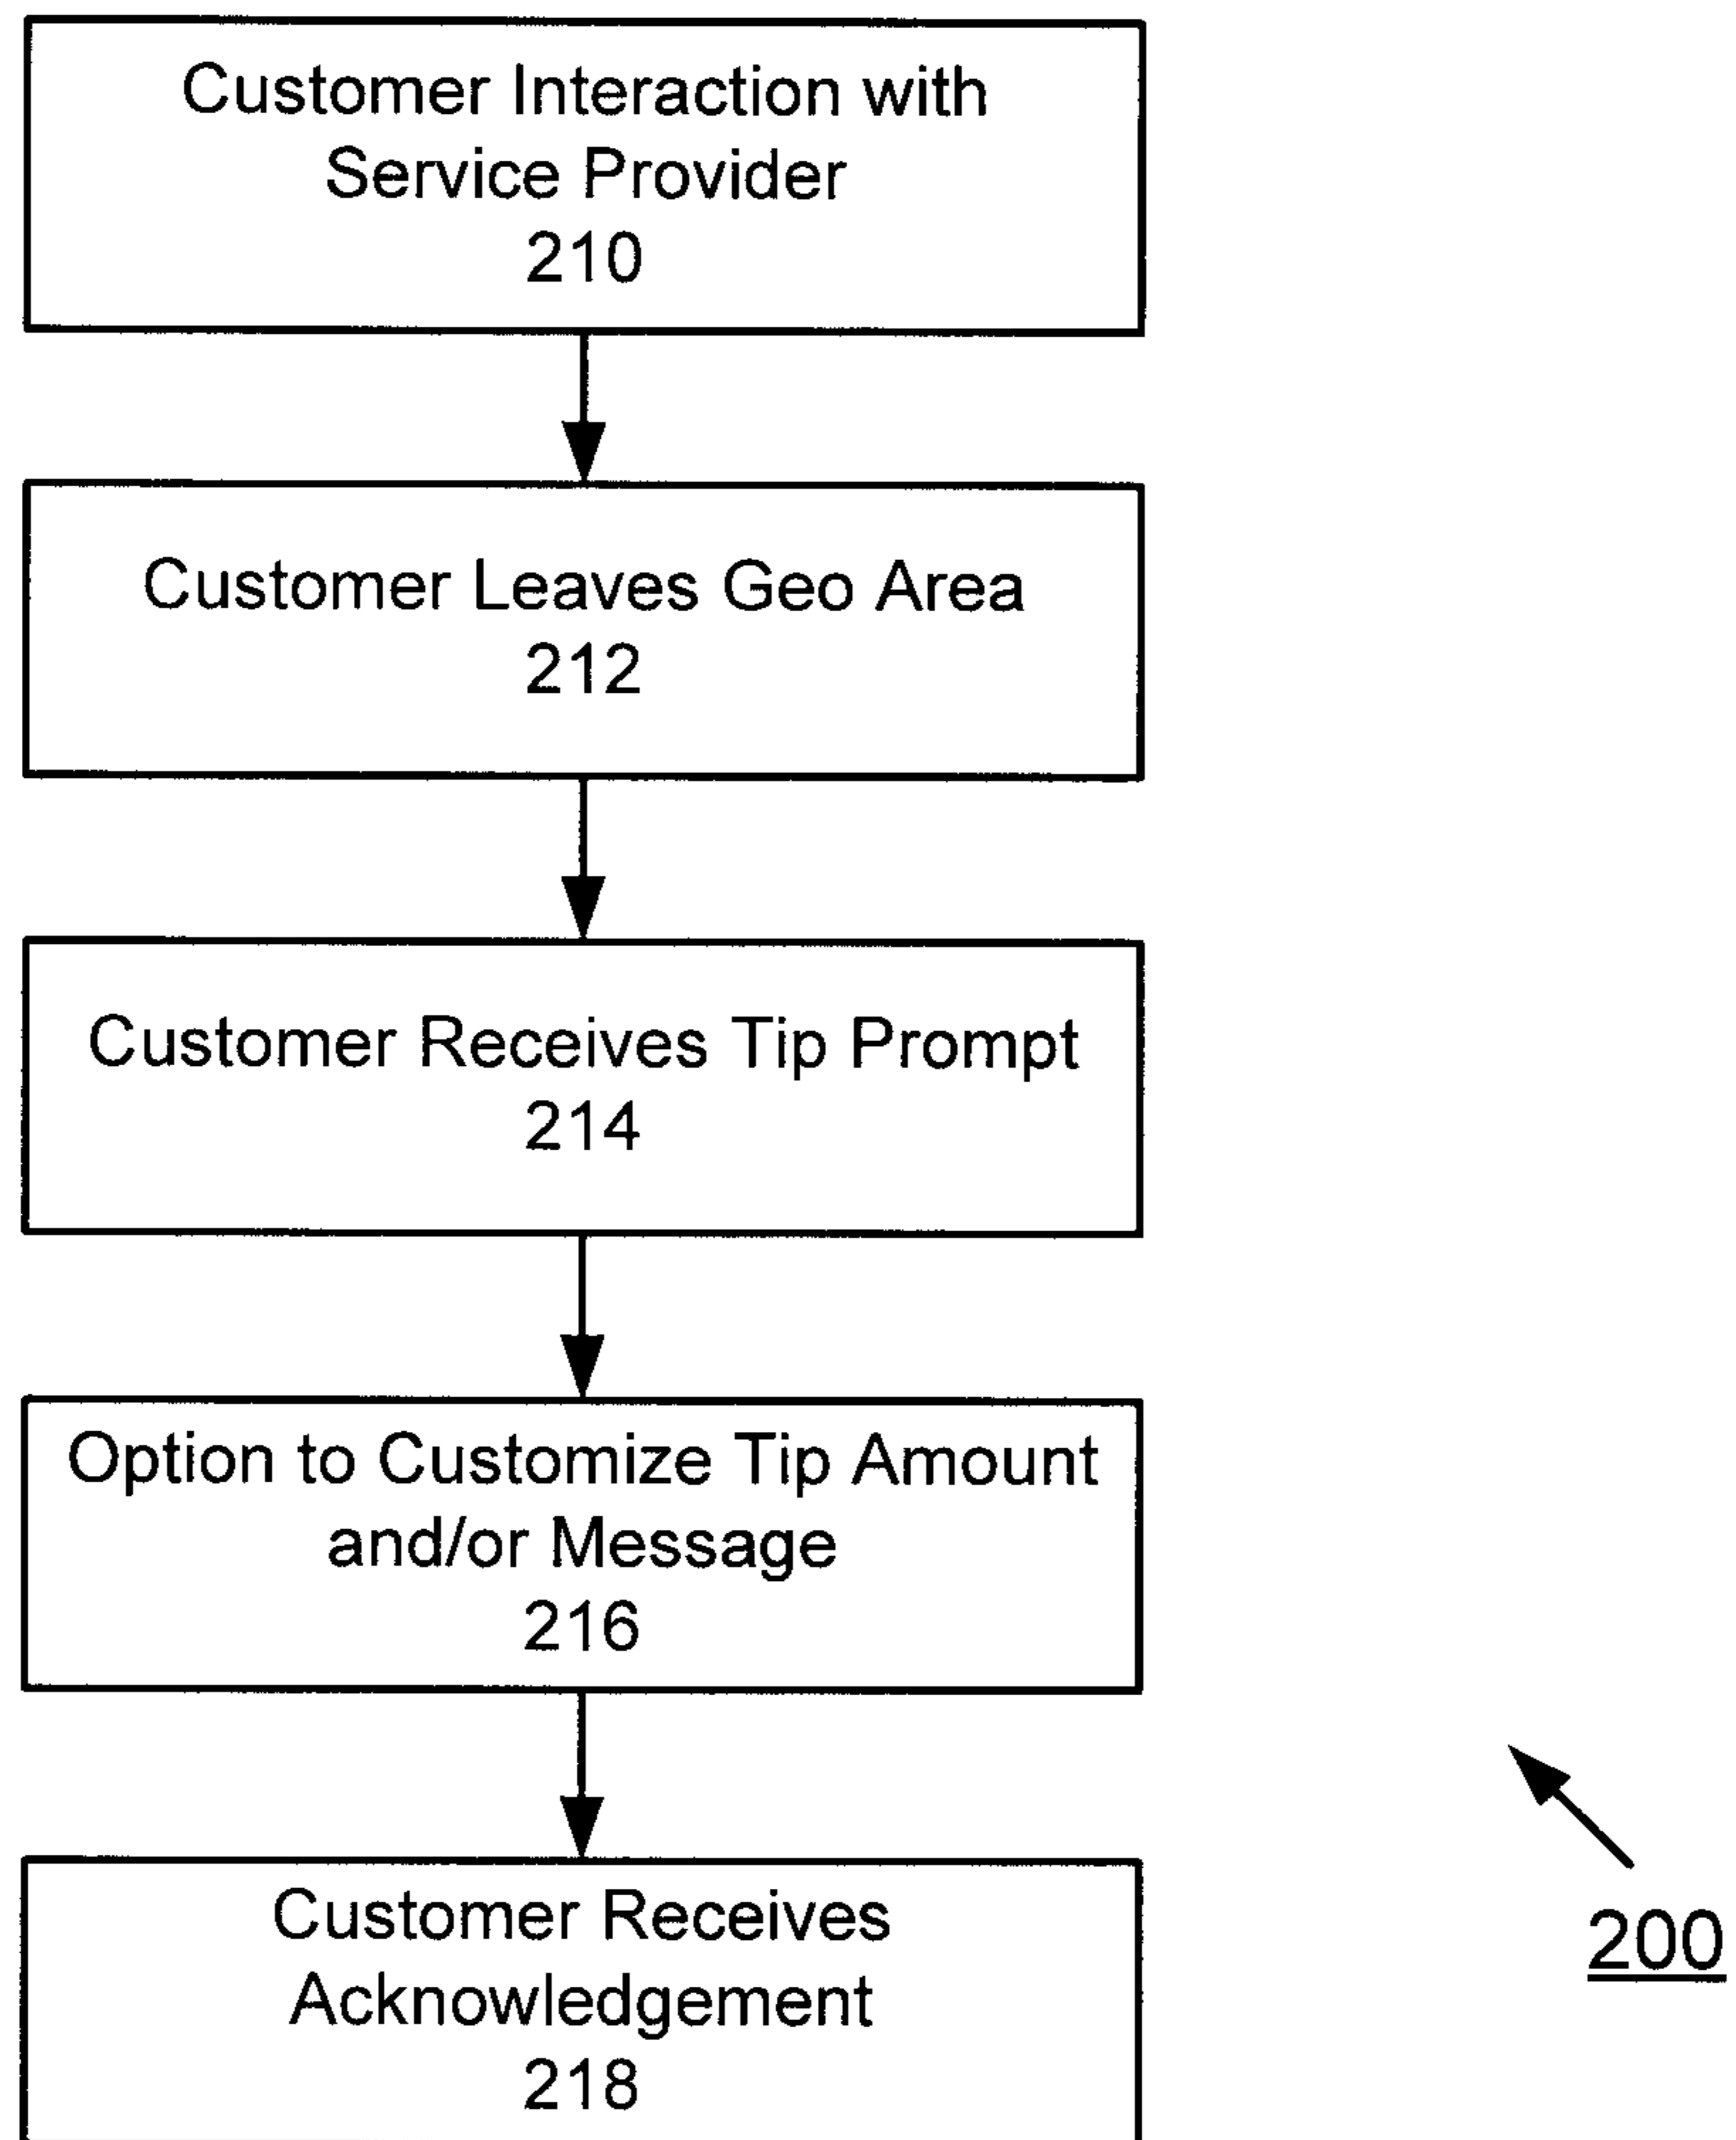 Customer Interaction with
Service Provider
210
Customer Leaves Geo Area
212
Customer Receives Tip Prompt
214
Option to Customize Tip Amount
and/or Message
216
Customer Receives
Acknowledgement
218
200